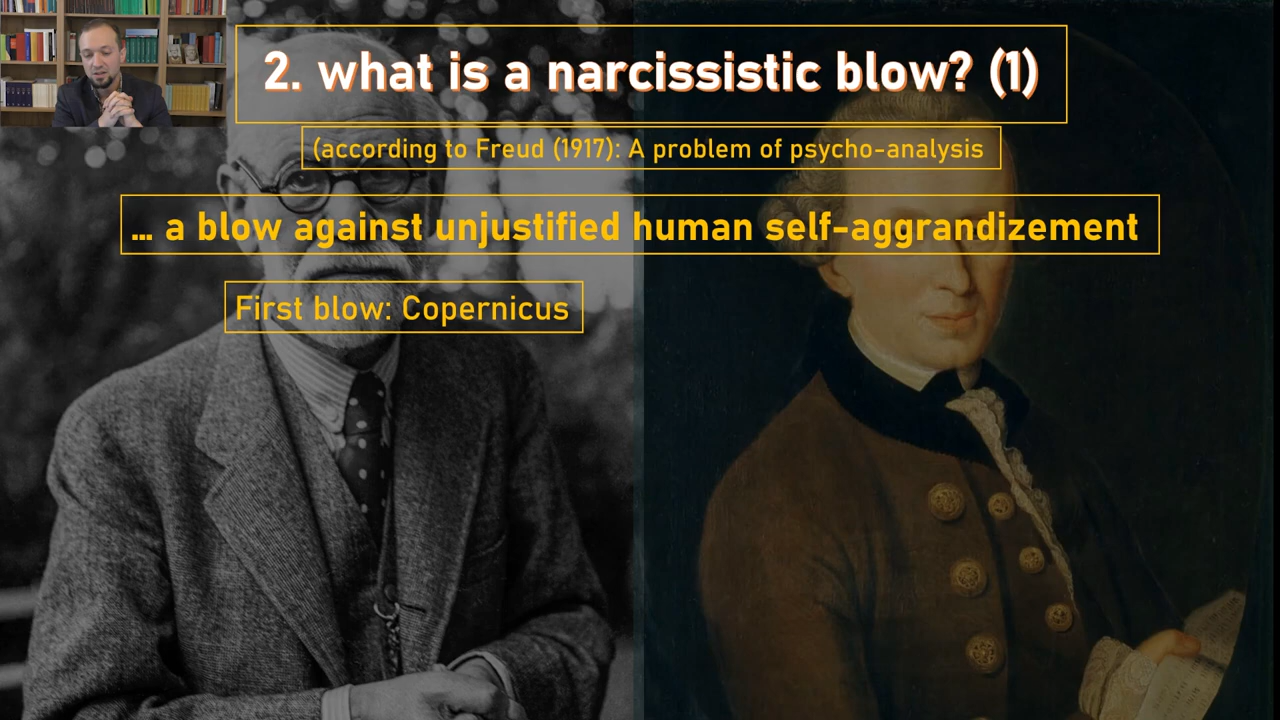 2. what is a narcissistic blow? (1)
(according to Freud (1917): A problem of psycho-analysis
... a blow against unjustified human self-aggrandizement
First blow: Copernicus